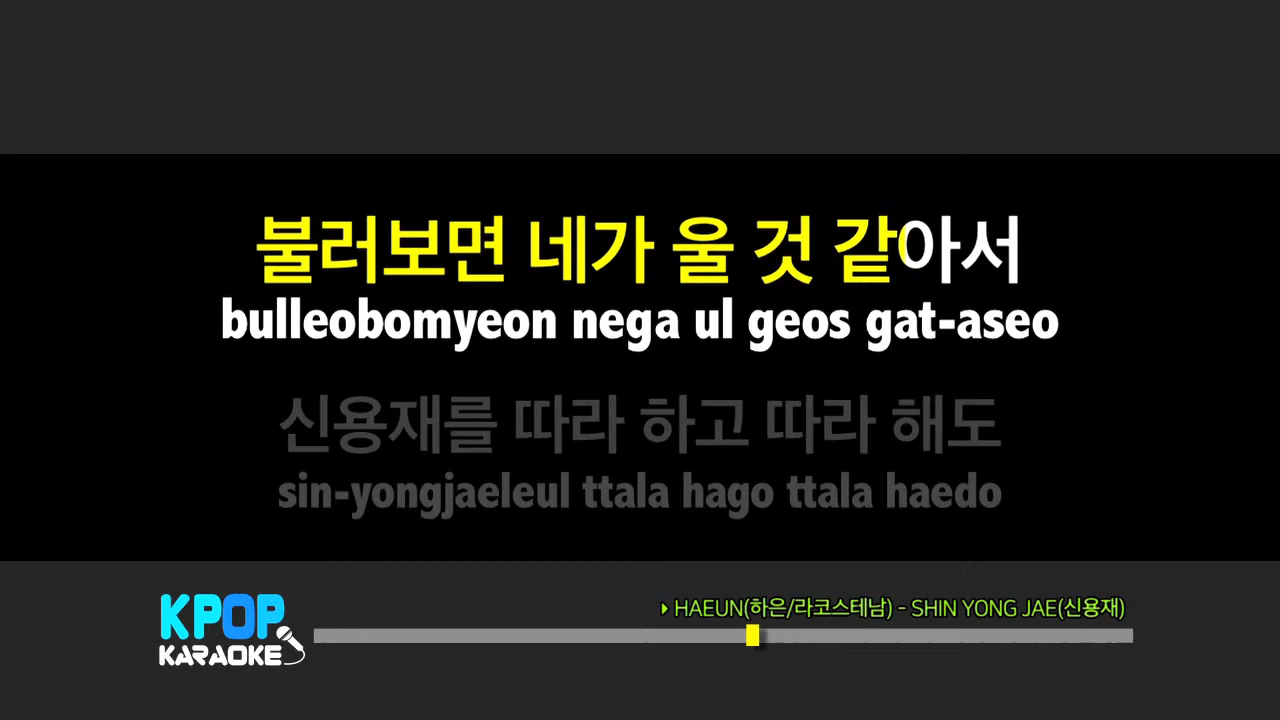 불러보면 네가 울 것 같아서
bulleobomyeon nega ul geos gat-aseo
신용재를 따라 하고 따라 해도
sin-yongjaeleul ttala hago ttala haedo
HAEUN(하은/라코스테남) - SHIN YONG JAE(신용재)
KPOP
KARAOKE